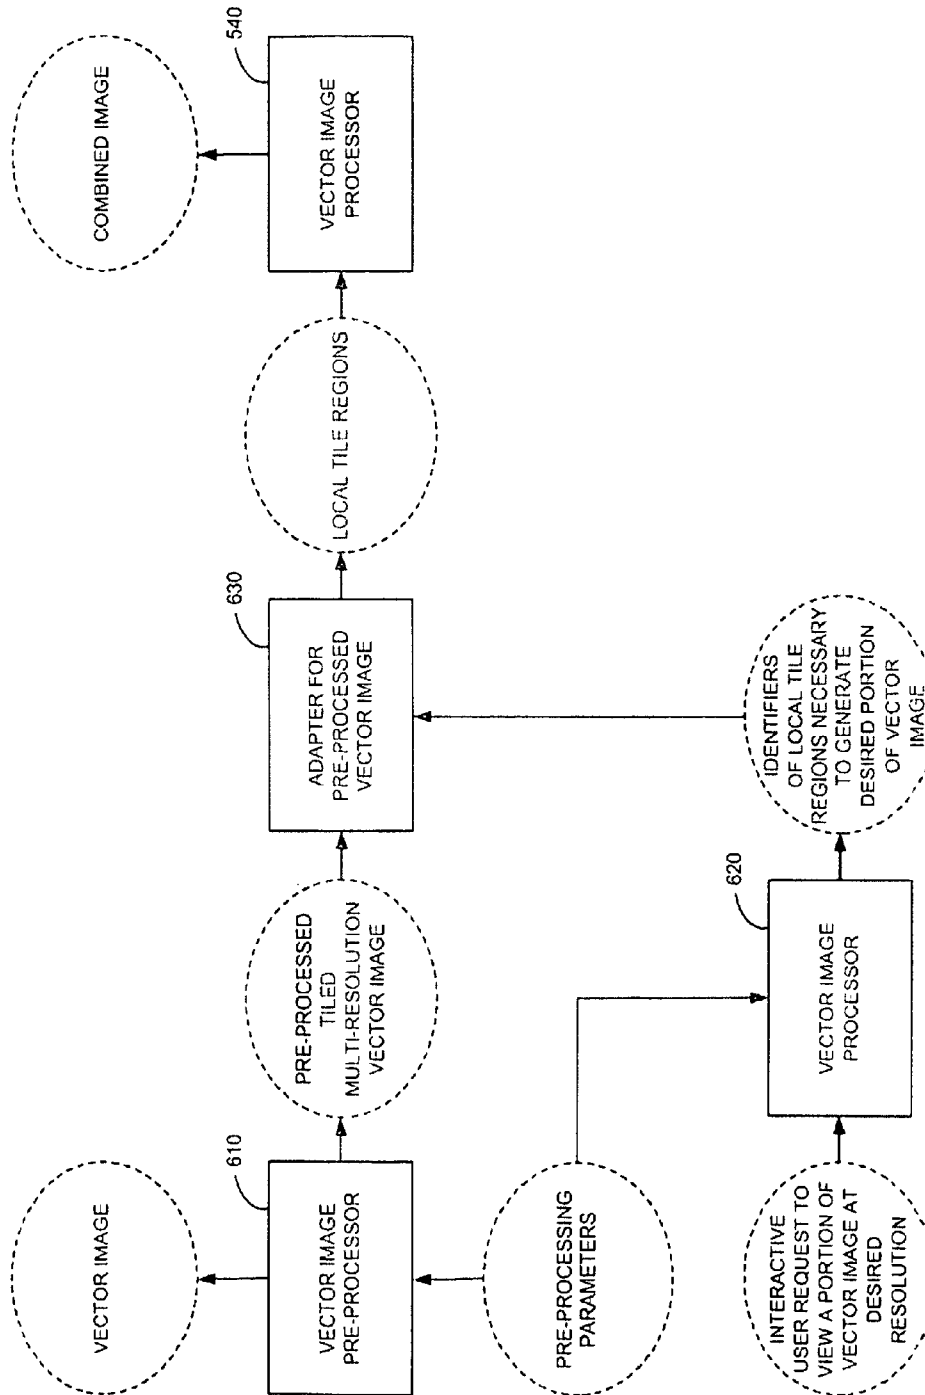 VECTOR IMAGE
610
VECTOR IMAGE
PRE-PROCESSOR
PRE-PROCESSING
PARAMETERS
INTERACTIVE
USER REQUEST TO
VIEW A PORTION OF
VECTOR IMAGE AT
DESIRED
RESOLUTION
PRE-PROCESSED
TILED
MULTI-RESOLUTION
VECTOR IMAGE
620
VECTOR IMAGE
PROCESSOR
630
ADAPTER FOR
PRE-PROCESSED
VECTOR IMAGE
IDENTIFIERS
OF LOCAL TILE
REGIONS NECESSARY
TO GENERATE
DESIRED PORTION
OF VECTOR
IMAGE
LOCAL TILE REGIONS
COMBINED IMAGE
540
VECTOR IMAGE
PROCESSOR